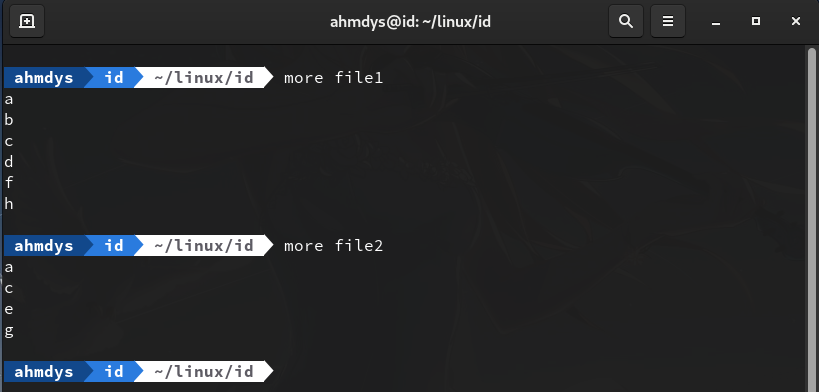 ahmdys@id: ~/linux/id
ahmdys id ~/linux/id more file1
a
b
c
d
f
h
ahmdys id ~/linux/id more file2
a
c
e
g
ahmdys id ~/linux/id